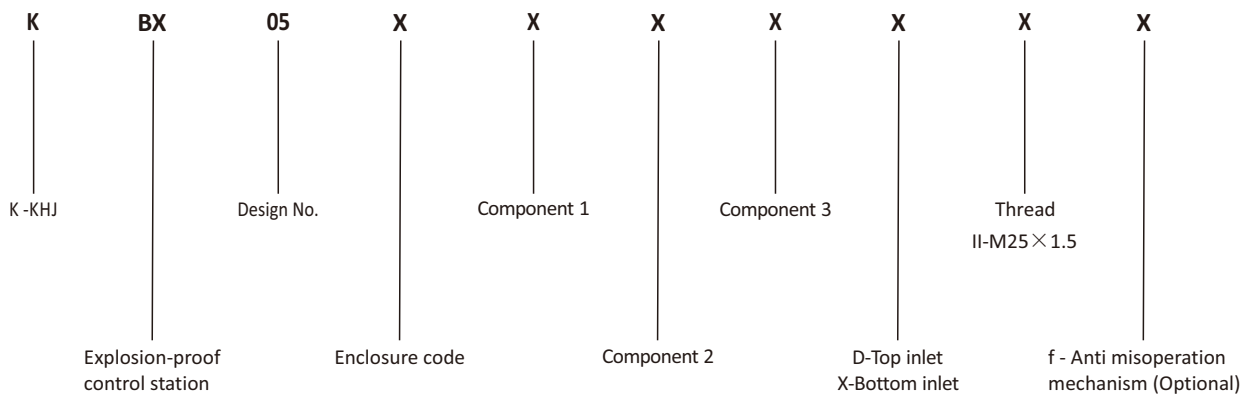 K BX 05 X X X X X X X
K -KHJ
Design No.
Component 1
Component 3
Thread
II-M25×1.5
Explosion-proof
control station
Enclosure code
Component 2
D-Top inlet
X-Bottom inlet
f - Anti misoperation
mechanism (Optional)